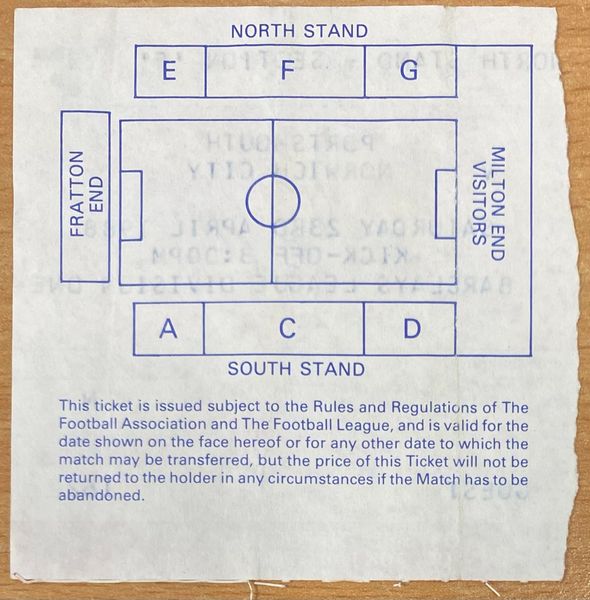 NORTH STAND
E F G
FRATTON
END
MILTON END
VISITORS
A C D
SOUTH STAND
This ticket is issued subject to the Rules and Regulations of The
Football Association and The Football League, and is valid for the
date shown on the face hereof or for any other date to which the
match may be transferred, but the price of this Ticket will not be
returned to the holder in any circumstances if the Match has to be
abandoned.